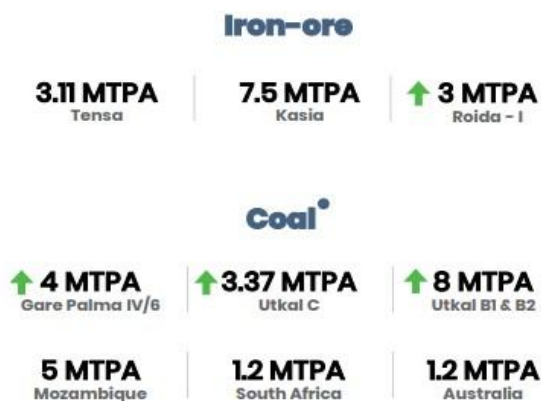 Iron-ore
3.11 MTPA 7.5 MTPA 3 MTPA
Tensa Kasia Roida - I
Coal
4 MTPA 3.37 MTPA 8 MTPA
Gare Palma IV/6 Utkal C Utkal B1 & B2
5 MTPA 1.2 MTPA 1.2 MTPA
Mozambique South Africa Australia